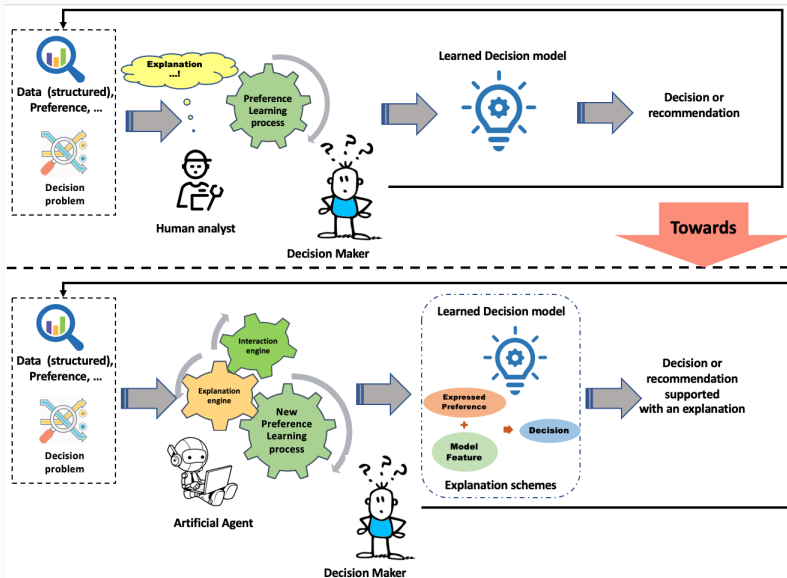 Data (structured),
Preference, ...
Decision
problem
Explanation
...!
Human analyst
Preference
Learning
process
? ? ?
Decision Maker
Learned Decision model
Decision or
recommendation
Towards
Data (structured),
Preference, ...
Decision
problem
Interaction
engine
Explanation
engine
New
Preference
Learning
process
Artificial Agent
? ? ?
Decision Maker
Learned Decision model
Expressed
Preference
+
Model
Feature
Decision
Explanation schemes
Decision or
recommendation
supported
with an explanation